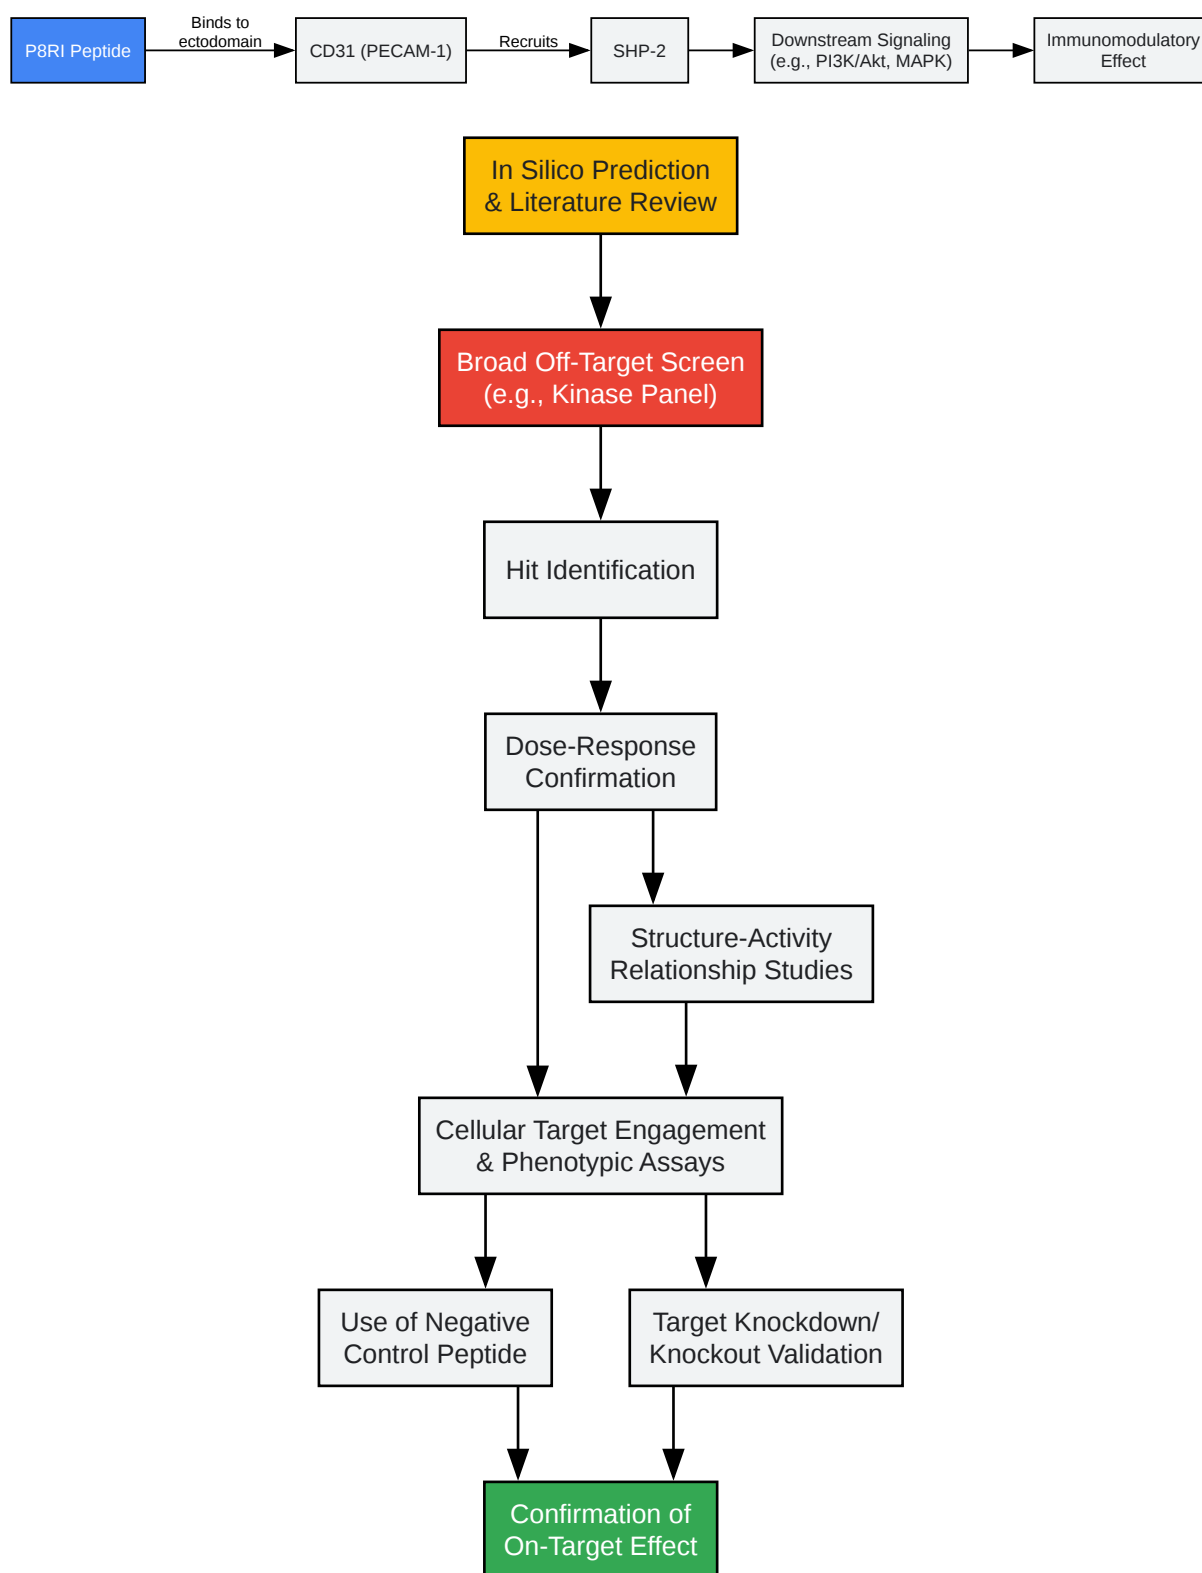 P8RI Peptide
Binds to
ectodomain
CD31 (PECAM-1)
Recruits
SHP-2
Downstream Signaling
(e.g., PI3K/Akt, MAPK)
Immunomodulatory
Effect
In Silico Prediction
& Literature Review
Broad Off-Target Screen
(e.g., Kinase Panel)
Hit Identification
Dose-Response
Confirmation
Structure-Activity
Relationship Studies
Cellular Target Engagement
& Phenotypic Assays
Use of Negative
Control Peptide
Target Knockdown/
Knockout Validation
Confirmation of
On-Target Effect